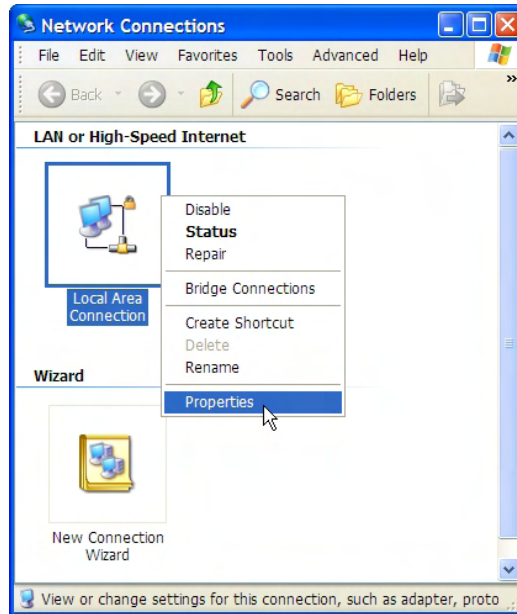 Network Connections
File Edit View Favorites Tools Advanced Help
Back Search Folders »
LAN or High-Speed Internet
Disable
Status
Repair
Bridge Connections
Local Area
Connection
Create Shortcut
Delete
Rename
Wizard
Properties
New Connection
Wizard
View or change settings for this connection, such as adapter, proto